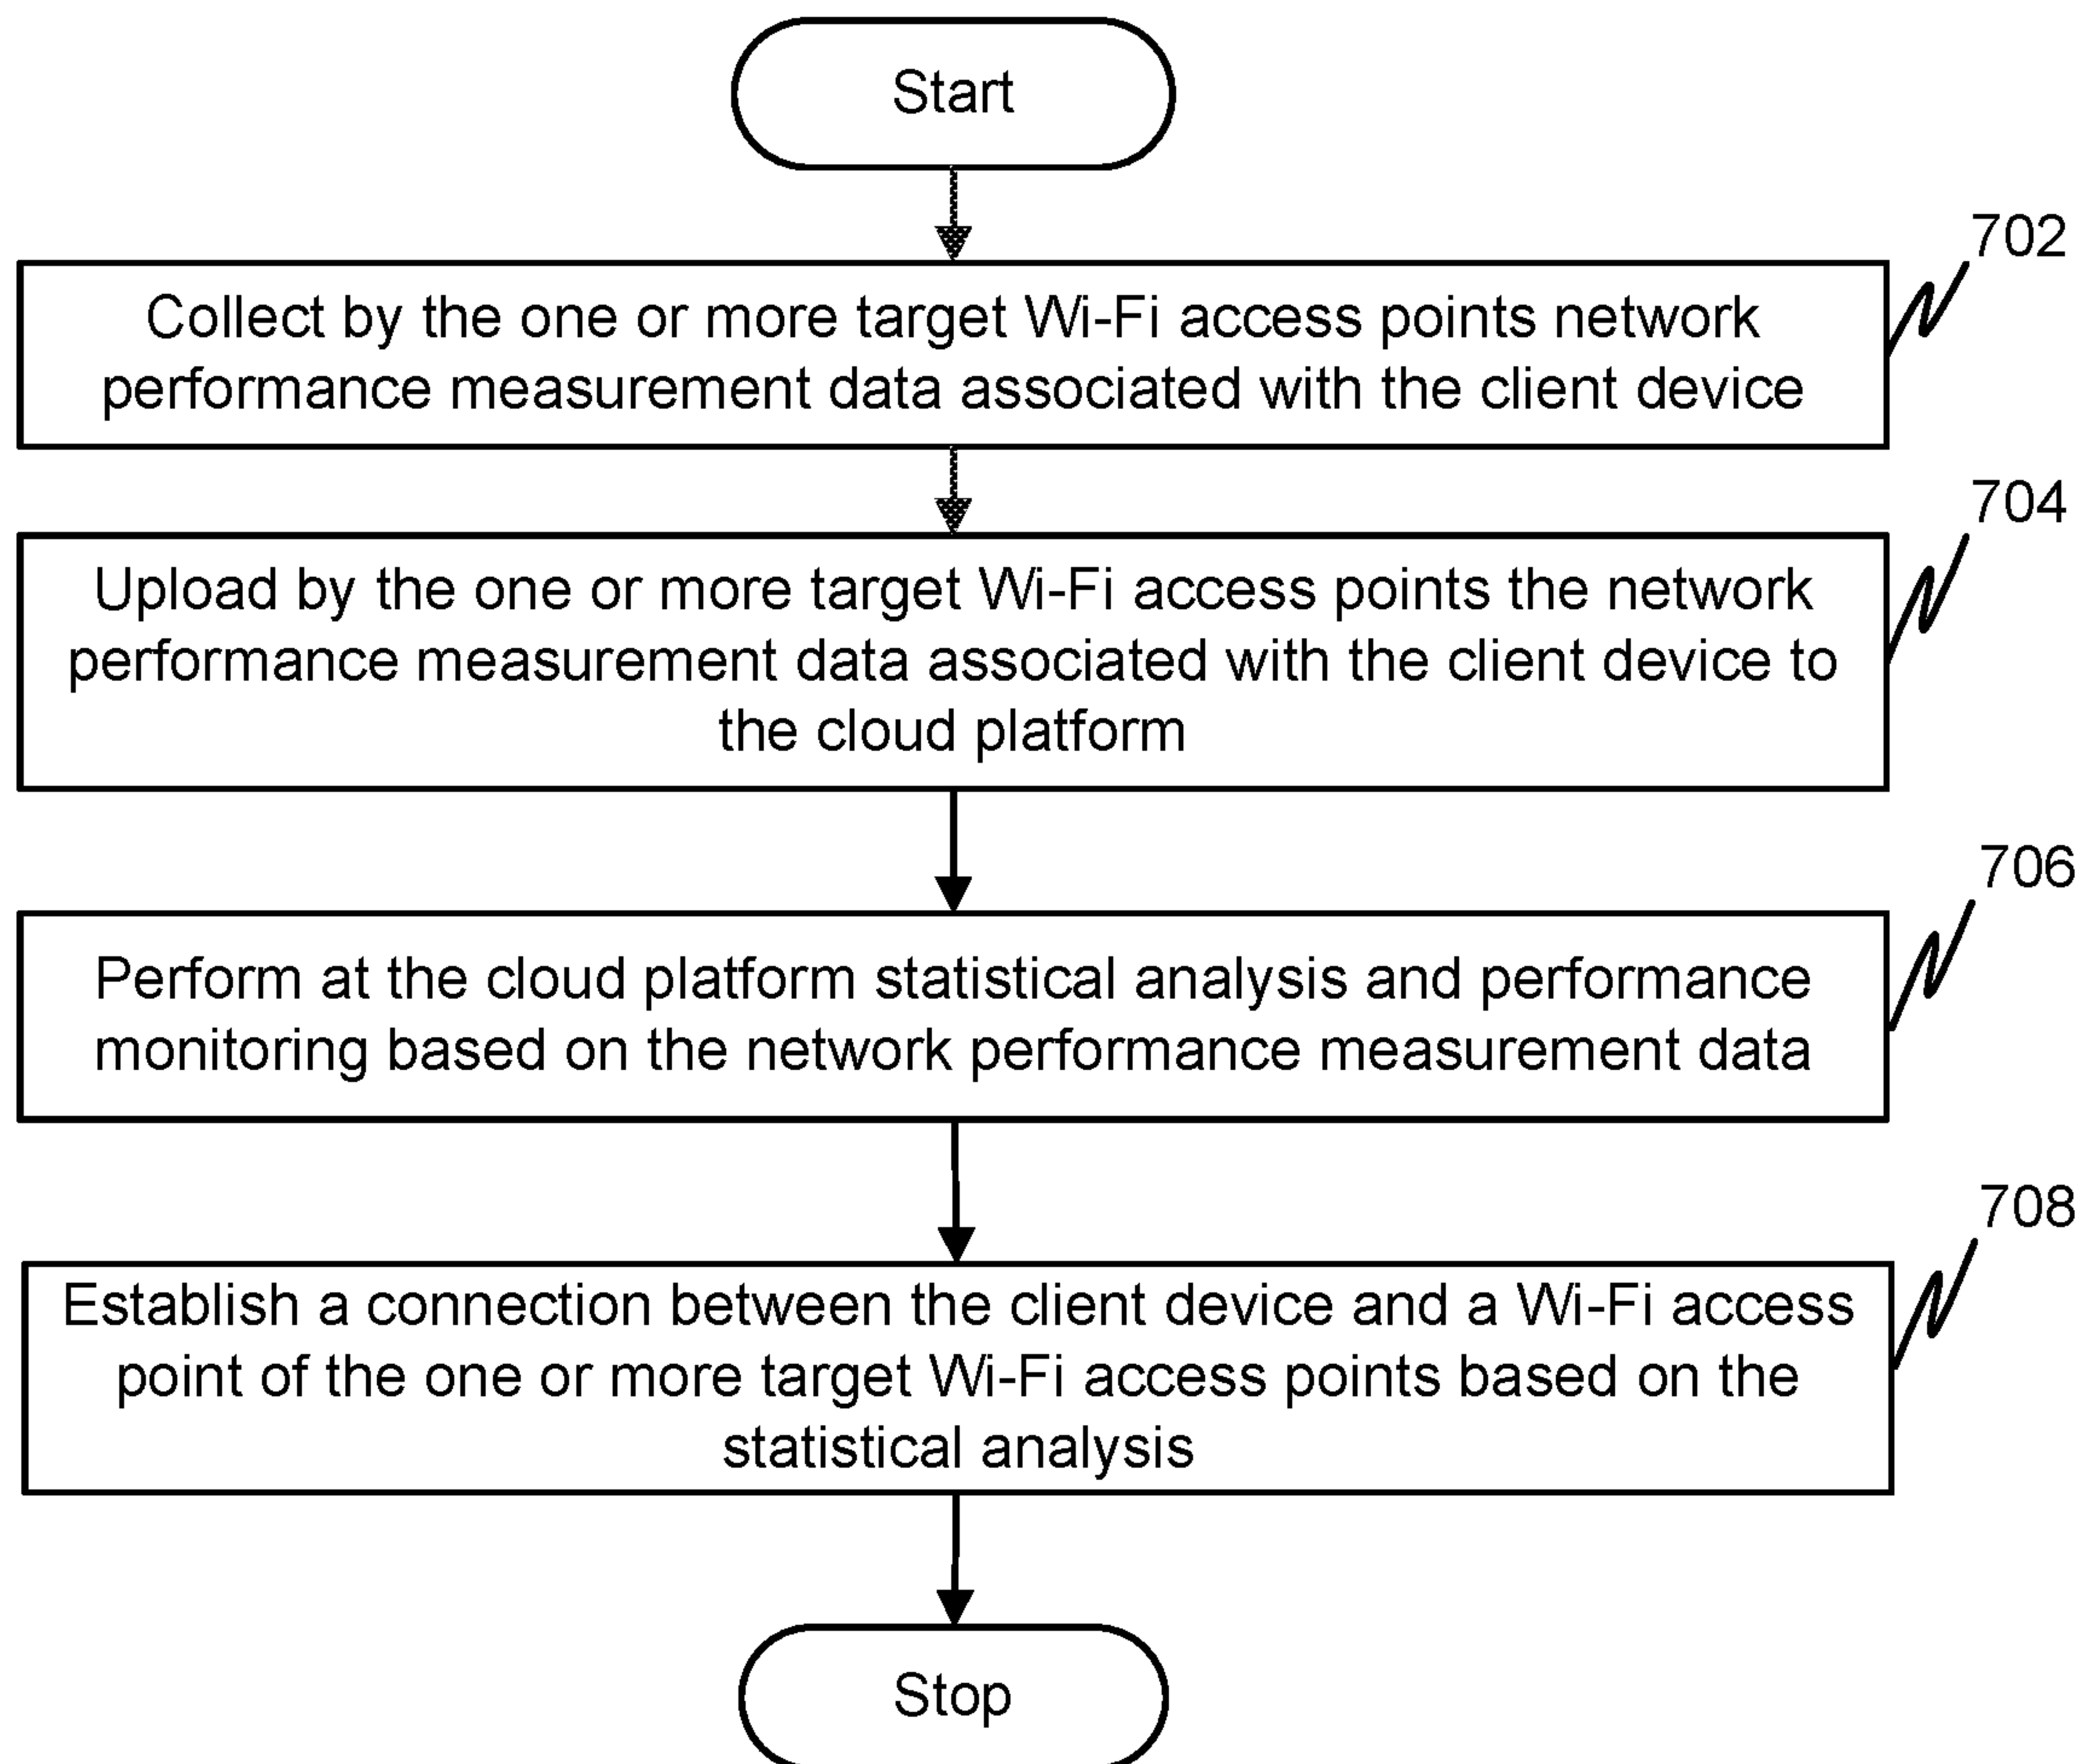 Start
702
Collect by the one or more target Wi-Fi access points network
performance measurement data associated with the client device
704
Upload by the one or more target Wi-Fi access points the network
performance measurement data associated with the client device to
the cloud platform
706
Perform at the cloud platform statistical analysis and performance
monitoring based on the network performance measurement data
708
Establish a connection between the client device and a Wi-Fi access
point of the one or more target Wi-Fi access points based on the
statistical analysis
Stop